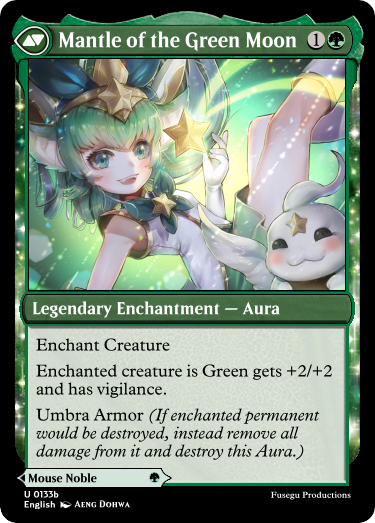 Mantle of the Green Moon 1
Legendary Enchantment — Aura
Enchant Creature
Enchanted creature is Green gets +2/+2
and has vigilance.
Umbra Armor (If enchanted permanent
would be destroyed, instead remove all
damage from it and destroy this Aura.)
Mouse Noble
U 0133b
English Aeng Dohwa
Fusegu Productions